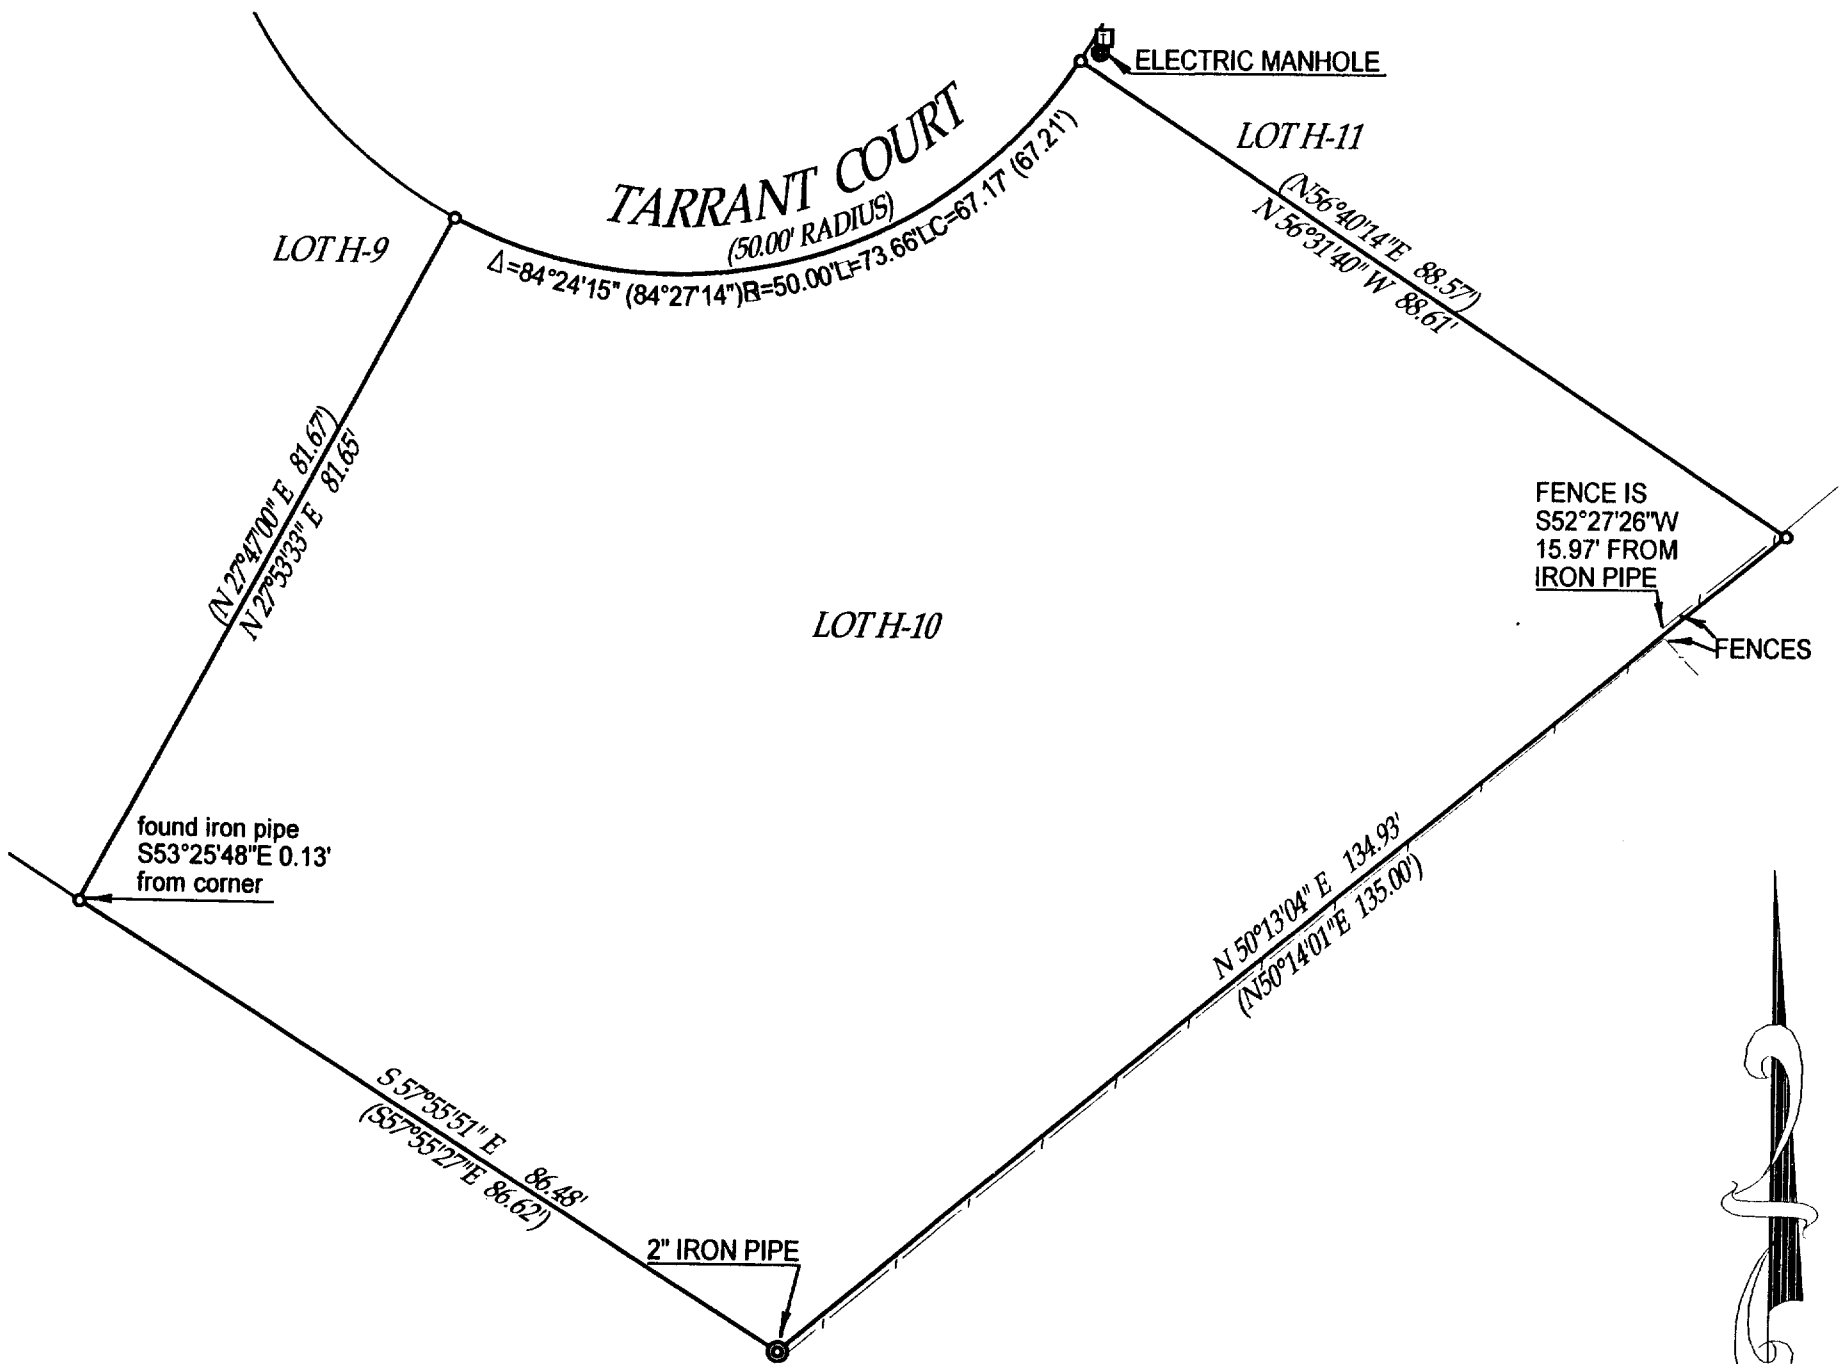 ELECTRIC MANHOLE
TARRANT COURT
(50.00' RADIUS)
Δ=84°24'15" (84°27'14")R=50.00'L=73.66'LC=67.17' (67.21')
LOT H-11
(N56°40'14"E 88.57')
N 56°31'40" W 88.61'
LOT H-9
(N 27°47'00" E 81.67')
N 27°53'33" E 81.65'
FENCE IS
S52°27'26"W
15.97' FROM
IRON PIPE
FENCES
LOT H-10
found iron pipe
S53°25'48"E 0.13'
from corner
N 50°13'04" E 134.93'
(N50°14'01"E 135.00')
S 57°55'51" E 86.48'
(S57°55'27"E 86.62')
2" IRON PIPE